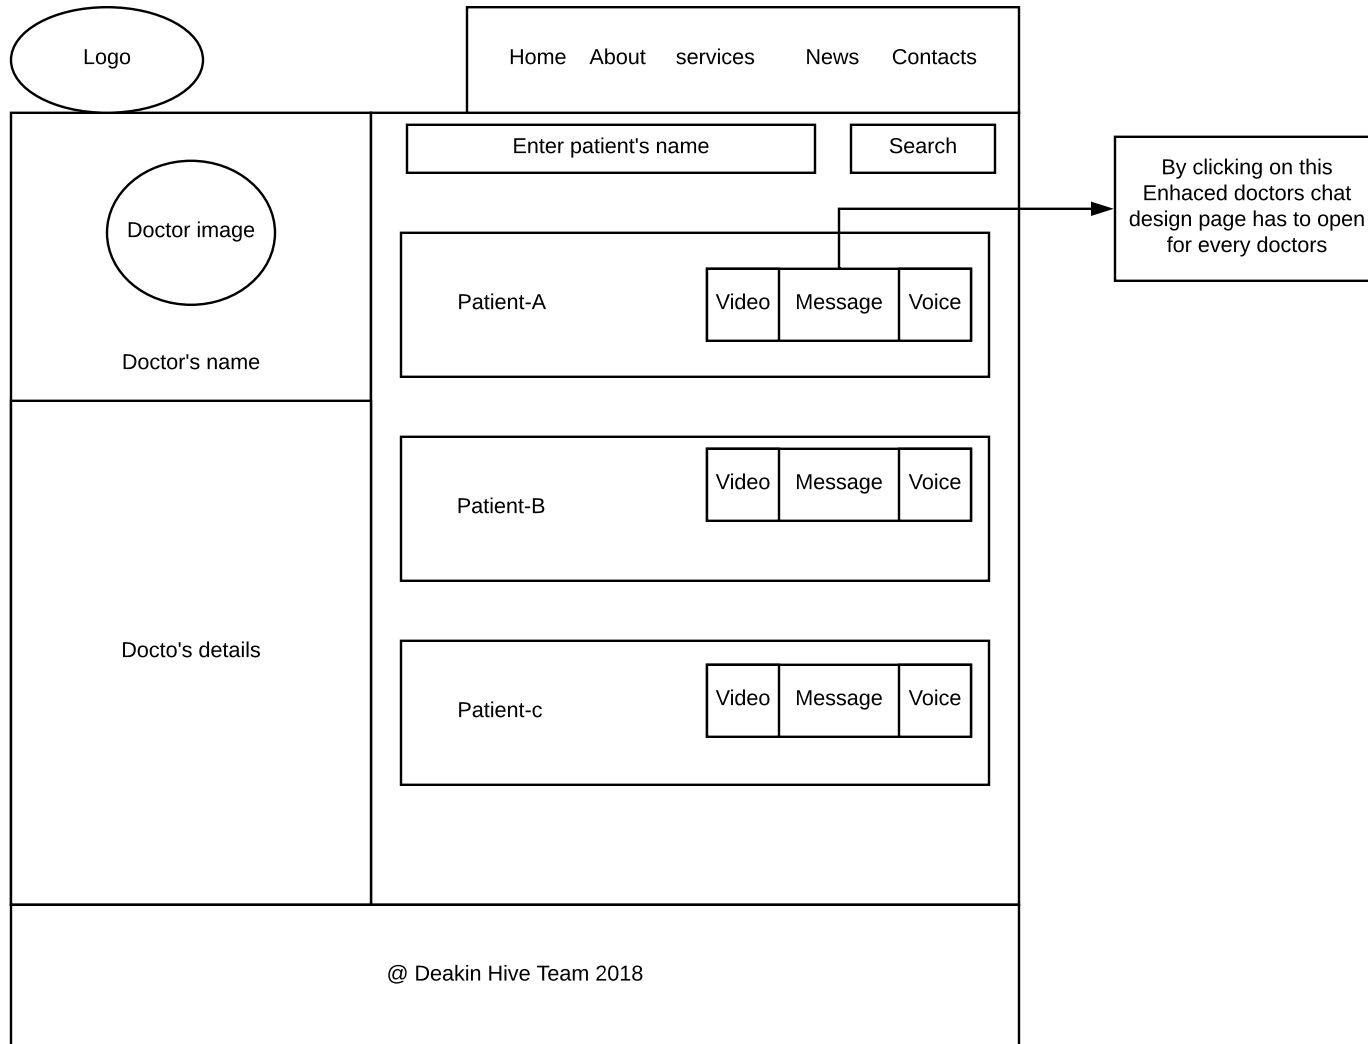 Logo
Home About services News Contacts
Enter patient's name
Search
By clicking on this
Enhaced doctors chat
design page has to open
for every doctors
Doctor image
Doctor's name
Patient-A
Video Message Voice
Patient-B
Video Message Voice
Docto's details
Patient-c
Video Message Voice
@ Deakin Hive Team 2018